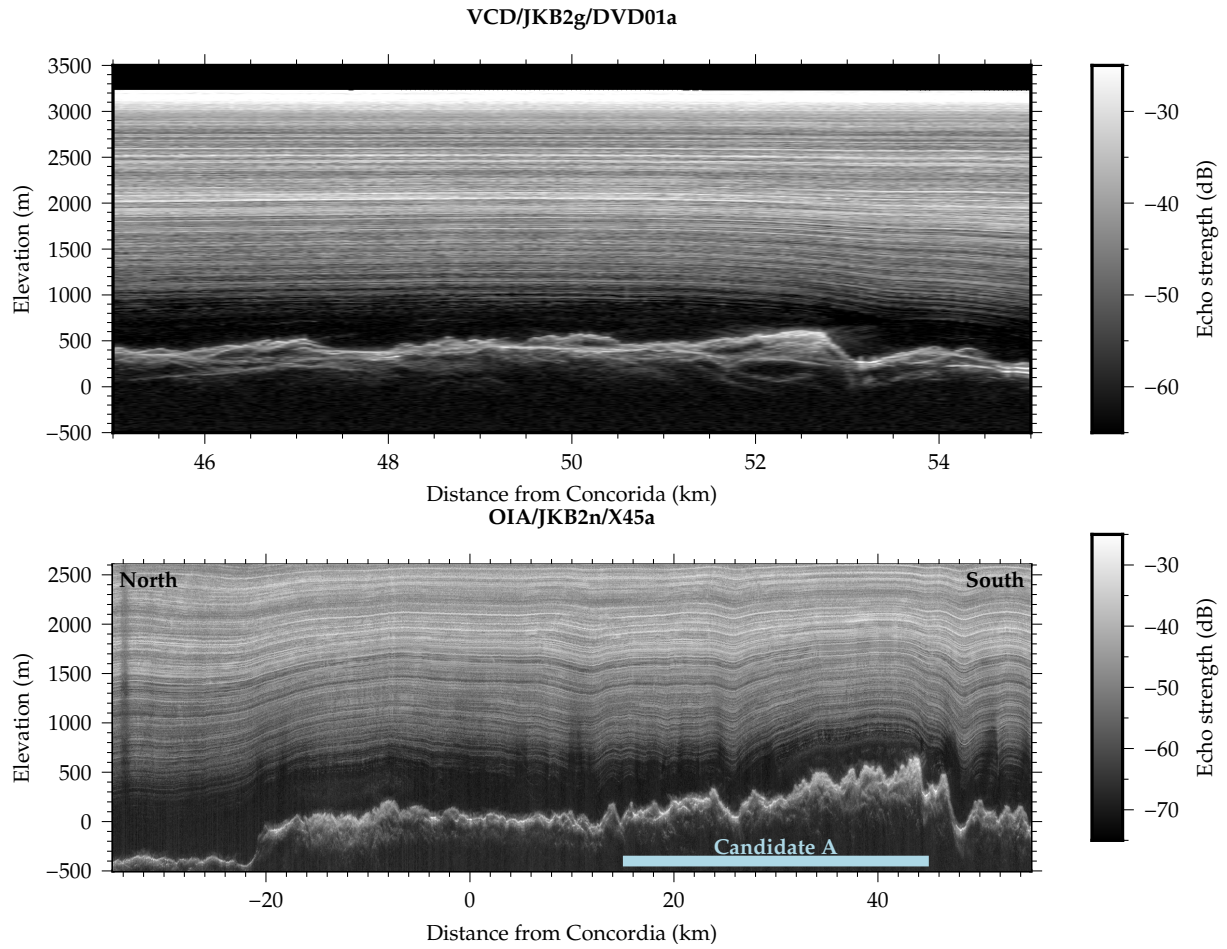 VCD/JKB2g/DVD01a
3500
3000
2500
2000
1500
1000
500
0
−500
Elevation (m)
46 48 50 52 54
Distance from Concorida (km)
−30
−40
−50
−60
Echo strength (dB)
OIA/JKB2n/X45a
North South
2500
2000
1500
1000
500
0
−500
Elevation (m)
Candidate A
−20 0 20 40
Distance from Concordia (km)
−30
−40
−50
−60
−70
Echo strength (dB)